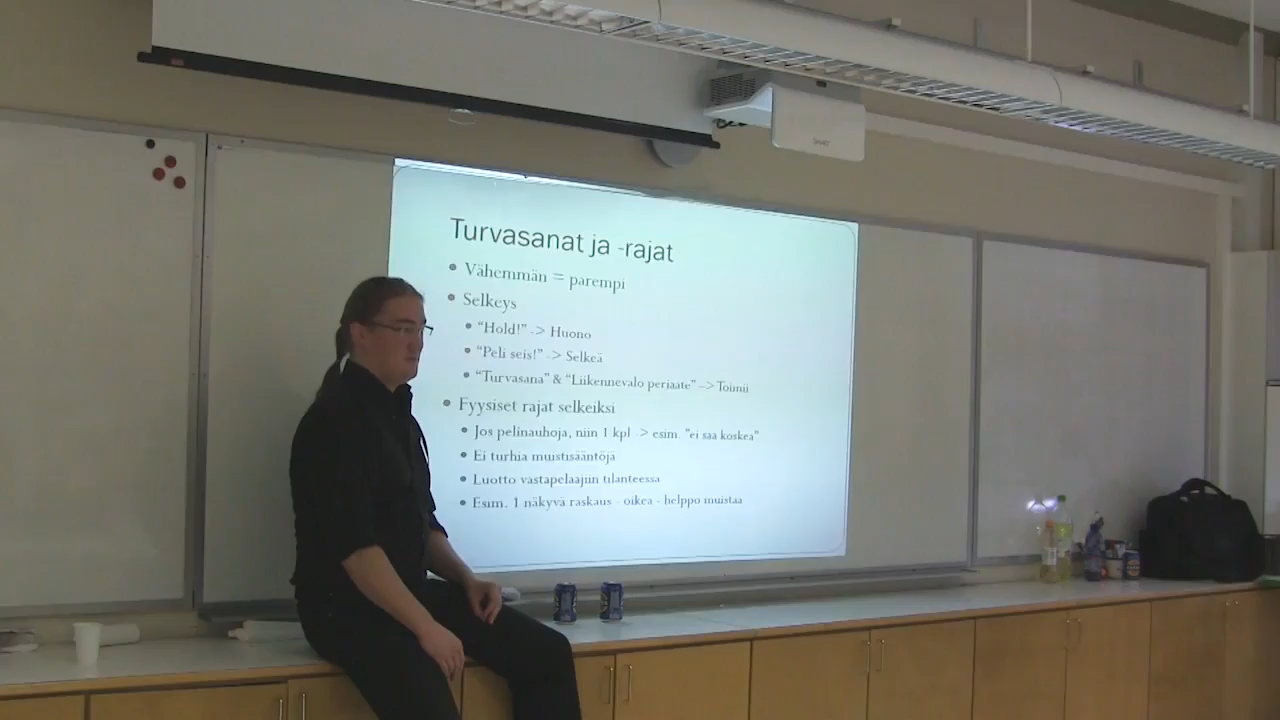 Turvasanat ja -rajat
Vähemmän = parempi
Selkeys
"Hold!" -> Huono
"Peli seis!" -> Selkeä
"Turvasana" & "Liikennevalo periaate" -> Toimii
Fyysiset rajat selkeiksi
Jos pelinauhoja, niin 1 kpl -> esim. "ei saa koskea"
Ei turhia muistisääntöjä
Luotto vastapelaajiin tilanteessa
Esim. 1 näkyvä raskaus - oikea - helppo muistaa